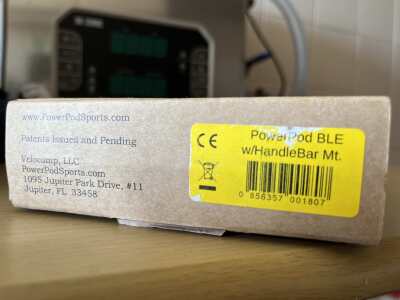 www.PowerPodSports.com
Patents Issued and Pending
Velocomp, LLC
PowerPodSports.com
1095 Jupiter Park Drive, #11
Jupiter, FL 33458
CE
PowerPod BLE
w/HandleBar Mt.
0 856357 001807